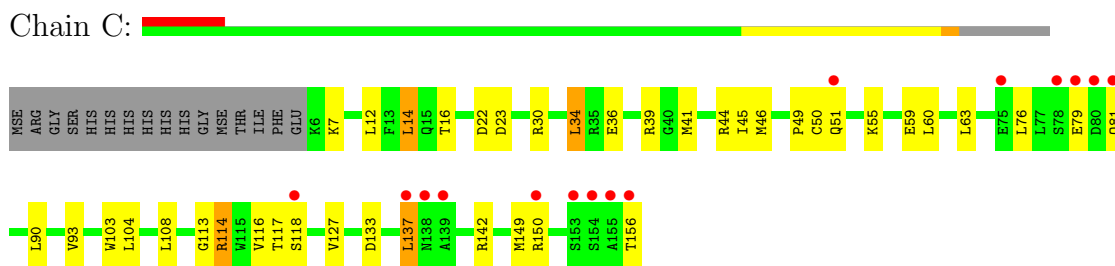 Chain C:
MSE ARG GLY SER HIS HIS HIS HIS HIS HIS GLY MSE THR ILE PHE GLU K6 K7 L12 F13 L14 Q15 T16 D22 D23 R30 L34 R35 E36 R39 G40 M41 R44 I45 M46 P49 C50 Q51 K55 E59 L60 L63 E75 L76 L77 S78 E79 D80
L90 V93 W103 L104 L108 G113 R114 W115 V116 T117 S118 V127 D133 L137 N138 A139 R142 M149 R150 S153 S154 A155 T156